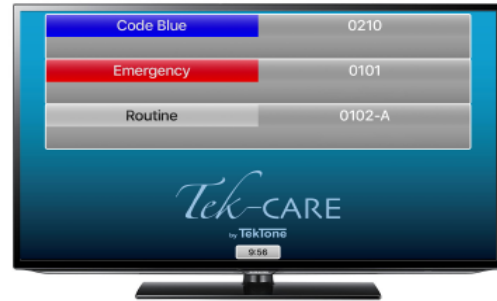 Code Blue 0210
Emergency 0101
Routine 0102-A
Tek-CARE
by TekTone
9:56